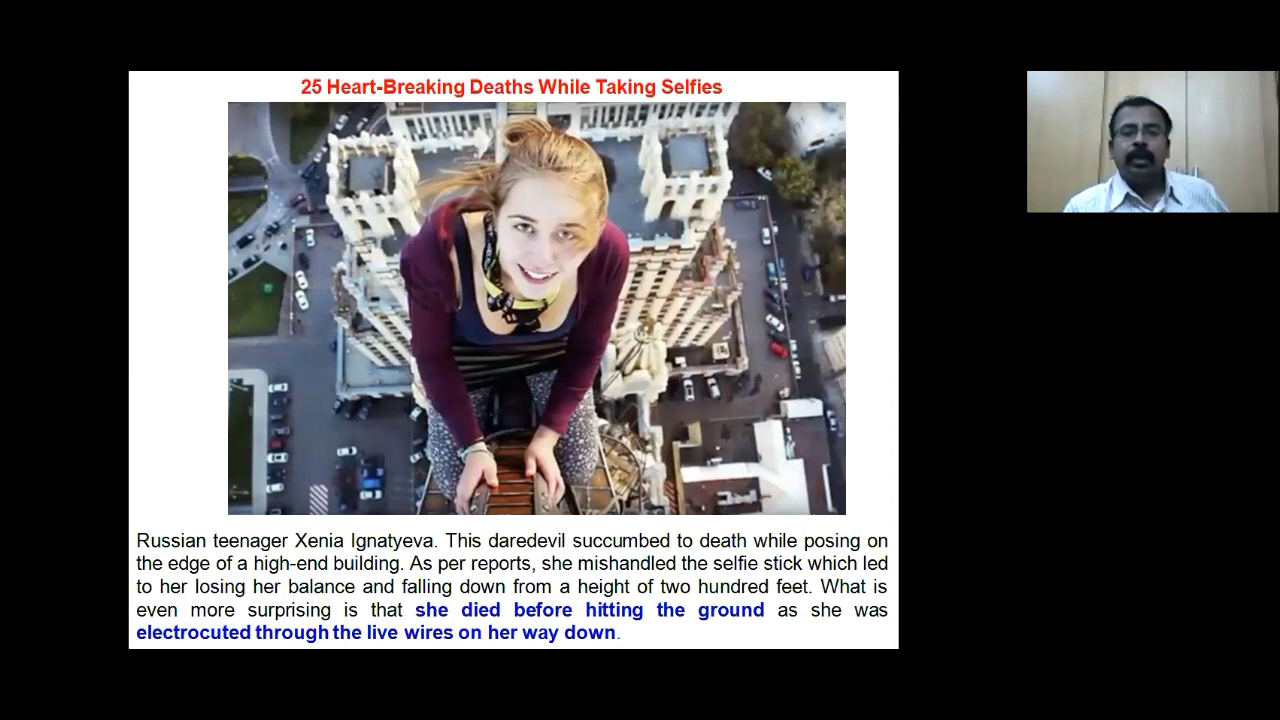 25 Heart-Breaking Deaths While Taking Selfies
Russian teenager Xenia Ignatyeva. This daredevil succumbed to death while posing on
the edge of a high-end building. As per reports, she mishandled the selfie stick which led
to her losing her balance and falling down from a height of two hundred feet. What is
even more surprising is that she died before hitting the ground as she was
electrocuted through the live wires on her way down.